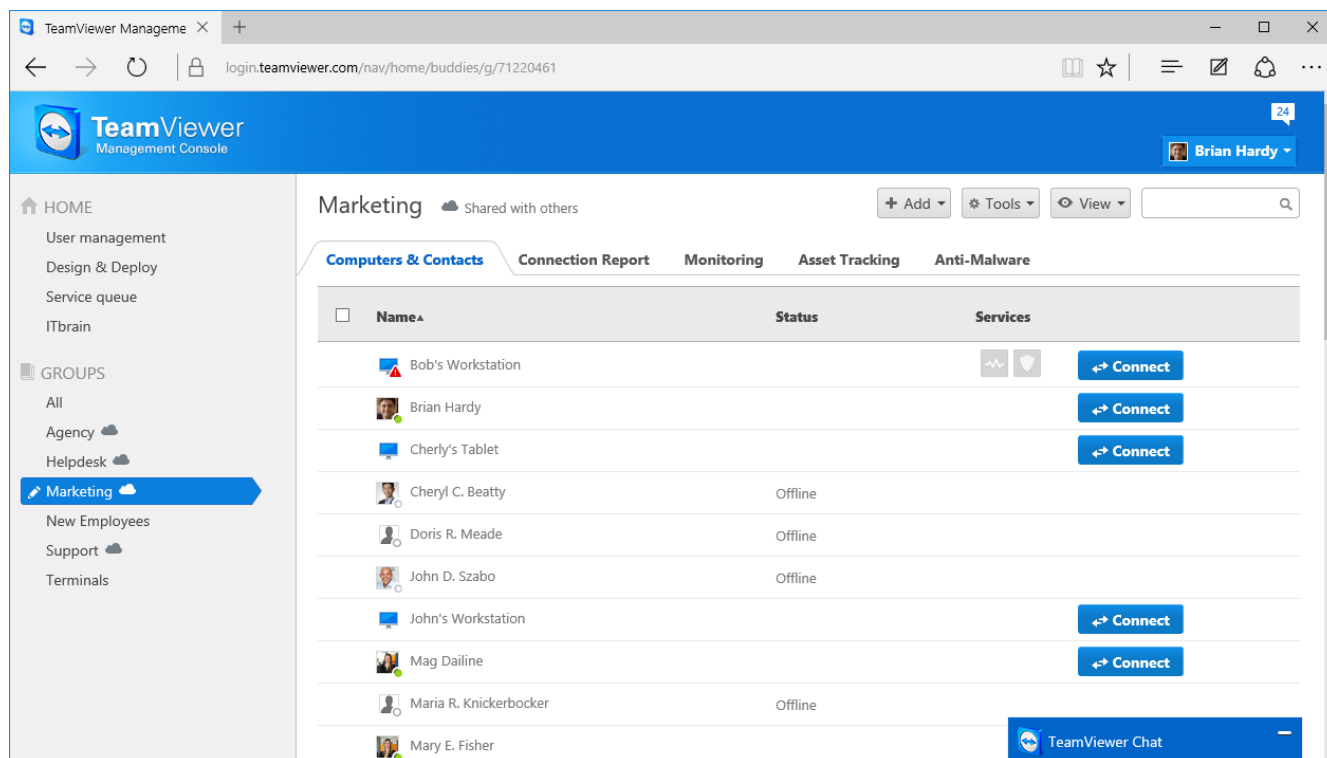 TeamViewer Manageme
login.teamviewer.com/nav/home/buddies/g/71220461
TeamViewer
Management Console
24
Brian Hardy
HOME
User management
Design & Deploy
Service queue
ITbrain
GROUPS
All
Agency
Helpdesk
Marketing
New Employees
Support
Terminals
Marketing Shared with others
Add Tools View
Computers & Contacts Connection Report Monitoring Asset Tracking Anti-Malware
Name Status Services
Bob's Workstation Connect
Brian Hardy Connect
Cherly's Tablet Connect
Cheryl C. Beatty Offline
Doris R. Meade Offline
John D. Szabo Offline
John's Workstation Connect
Mag Dailine Connect
Maria R. Knickerbocker Offline
Mary E. Fisher
TeamViewer Chat